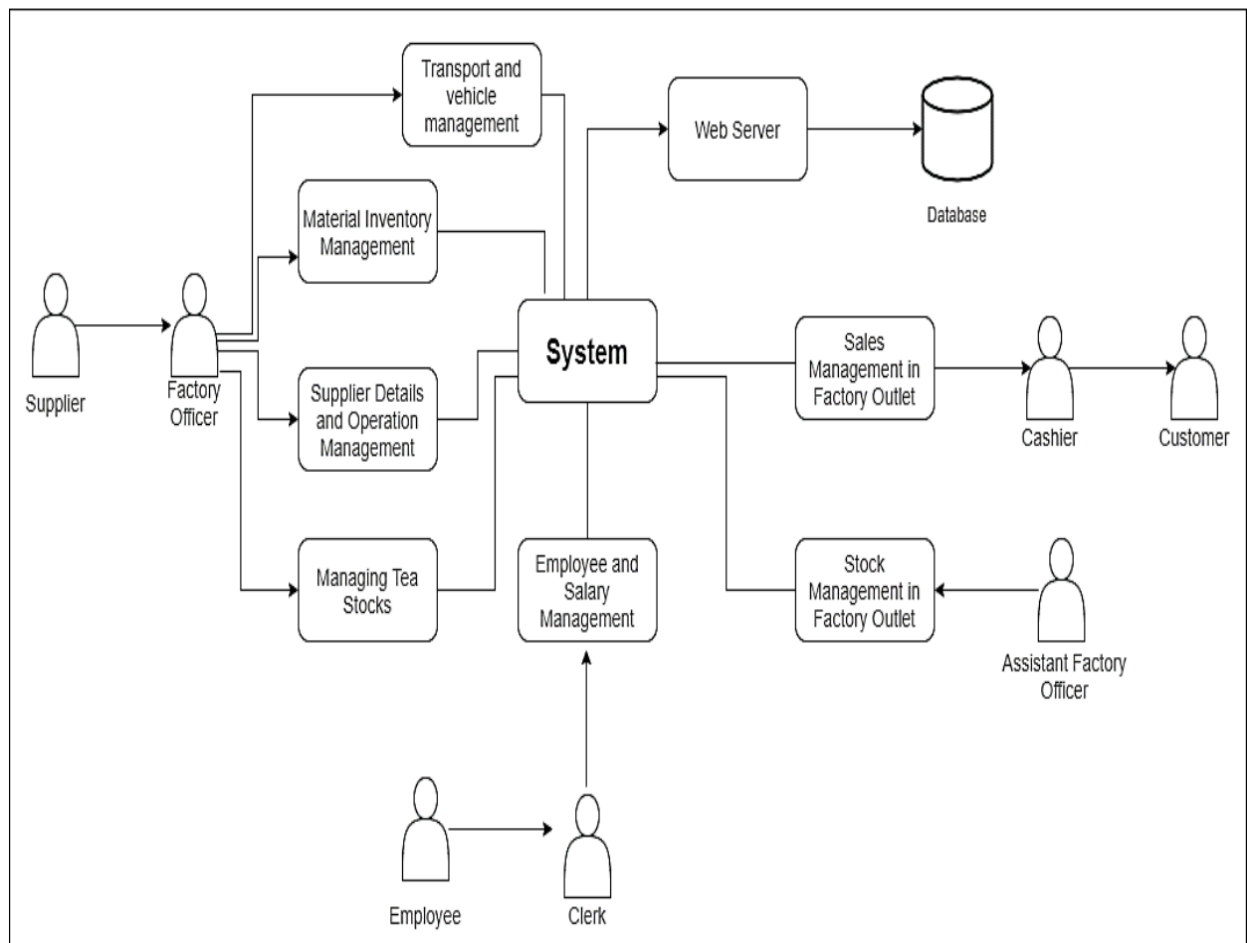 Transport and
vehicle
management
Web Server
Database
Material Inventory
Management
System
Sales
Management in
Factory Outlet
Supplier
Factory
Officer
Supplier Details
and Operation
Management
Cashier
Customer
Managing Tea
Stocks
Employee and
Salary
Management
Stock
Management in
Factory Outlet
Assistant Factory
Officer
Employee
Clerk